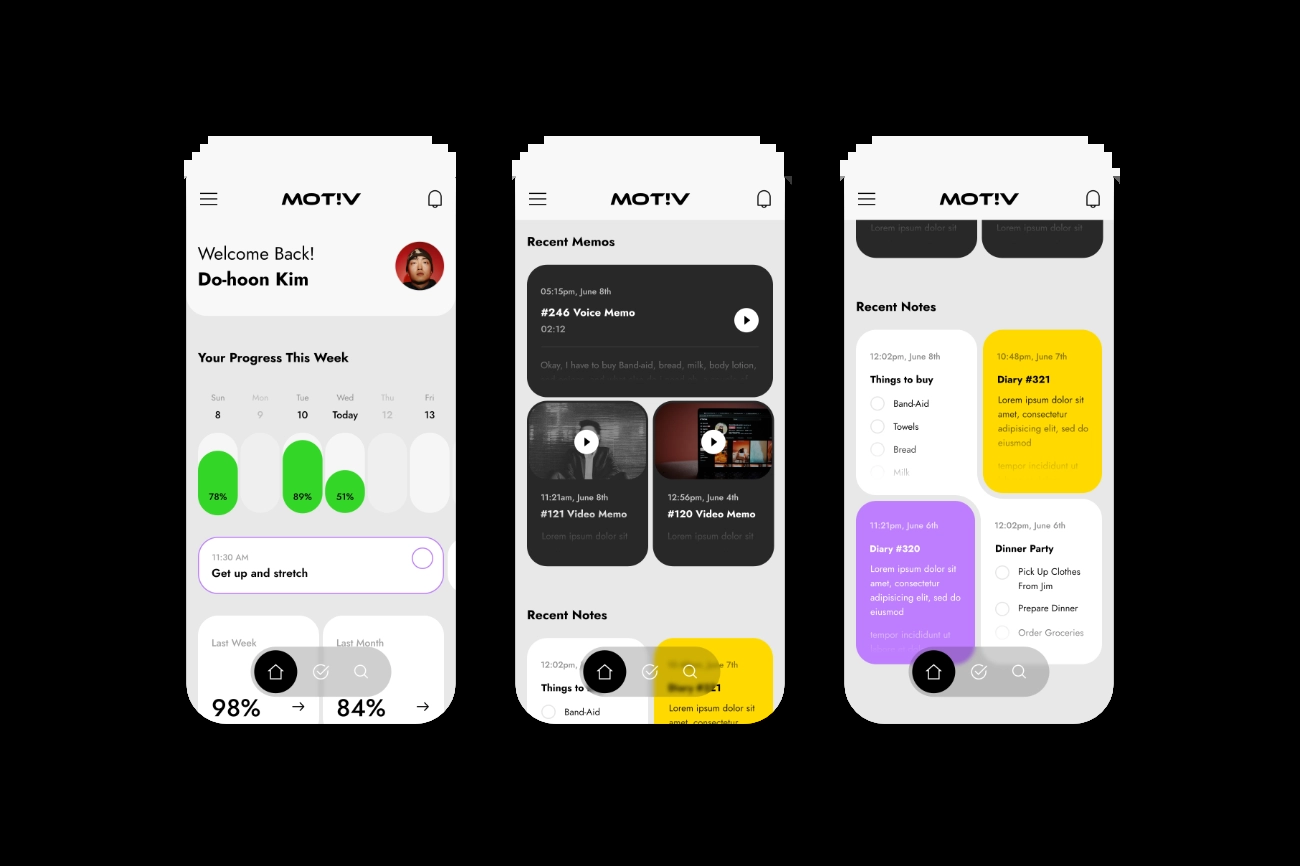 MOT!V
Welcome Back!
Do-hoon Kim
Your Progress This Week
Sun Mon Tue Wed Thu Fri
8 9 10 Today 12 13
78% 89% 51%
11:30 AM
Get up and stretch
Last Week Last Month
98% 84%
MOT!V
Recent Memos
05:15pm, June 8th
#246 Voice Memo
02:12
Okay, I have to buy Band-aid, bread, milk, body lotion,
11:21am, June 8th
#121 Video Memo
Lorem ipsum dolor sit
12:56pm, June 4th
#120 Video Memo
Lorem ipsum dolor sit
Recent Notes
12:02pm,
Things to
Band-Aid
7th
Diary #321
Lorem ipsum dolor sit
amet, consectetur
MOT!V
Lorem ipsum dolor sit
Lorem ipsum dolor sit
Recent Notes
12:02pm, June 8th
Things to buy
Band-Aid
Towels
Bread
Milk
10:48pm, June 7th
Diary #321
Lorem ipsum dolor sit
amet, consectetur
adipisicing elit, sed do
eiusmod
tempor incididunt ut
11:21pm, June 6th
Diary #320
Lorem ipsum dolor sit
amet, consectetur
adipisicing elit, sed do
eiusmod
tempor incididunt ut
12:02pm, June 6th
Dinner Party
Pick Up Clothes
From Jim
Prepare Dinner
Order Groceries